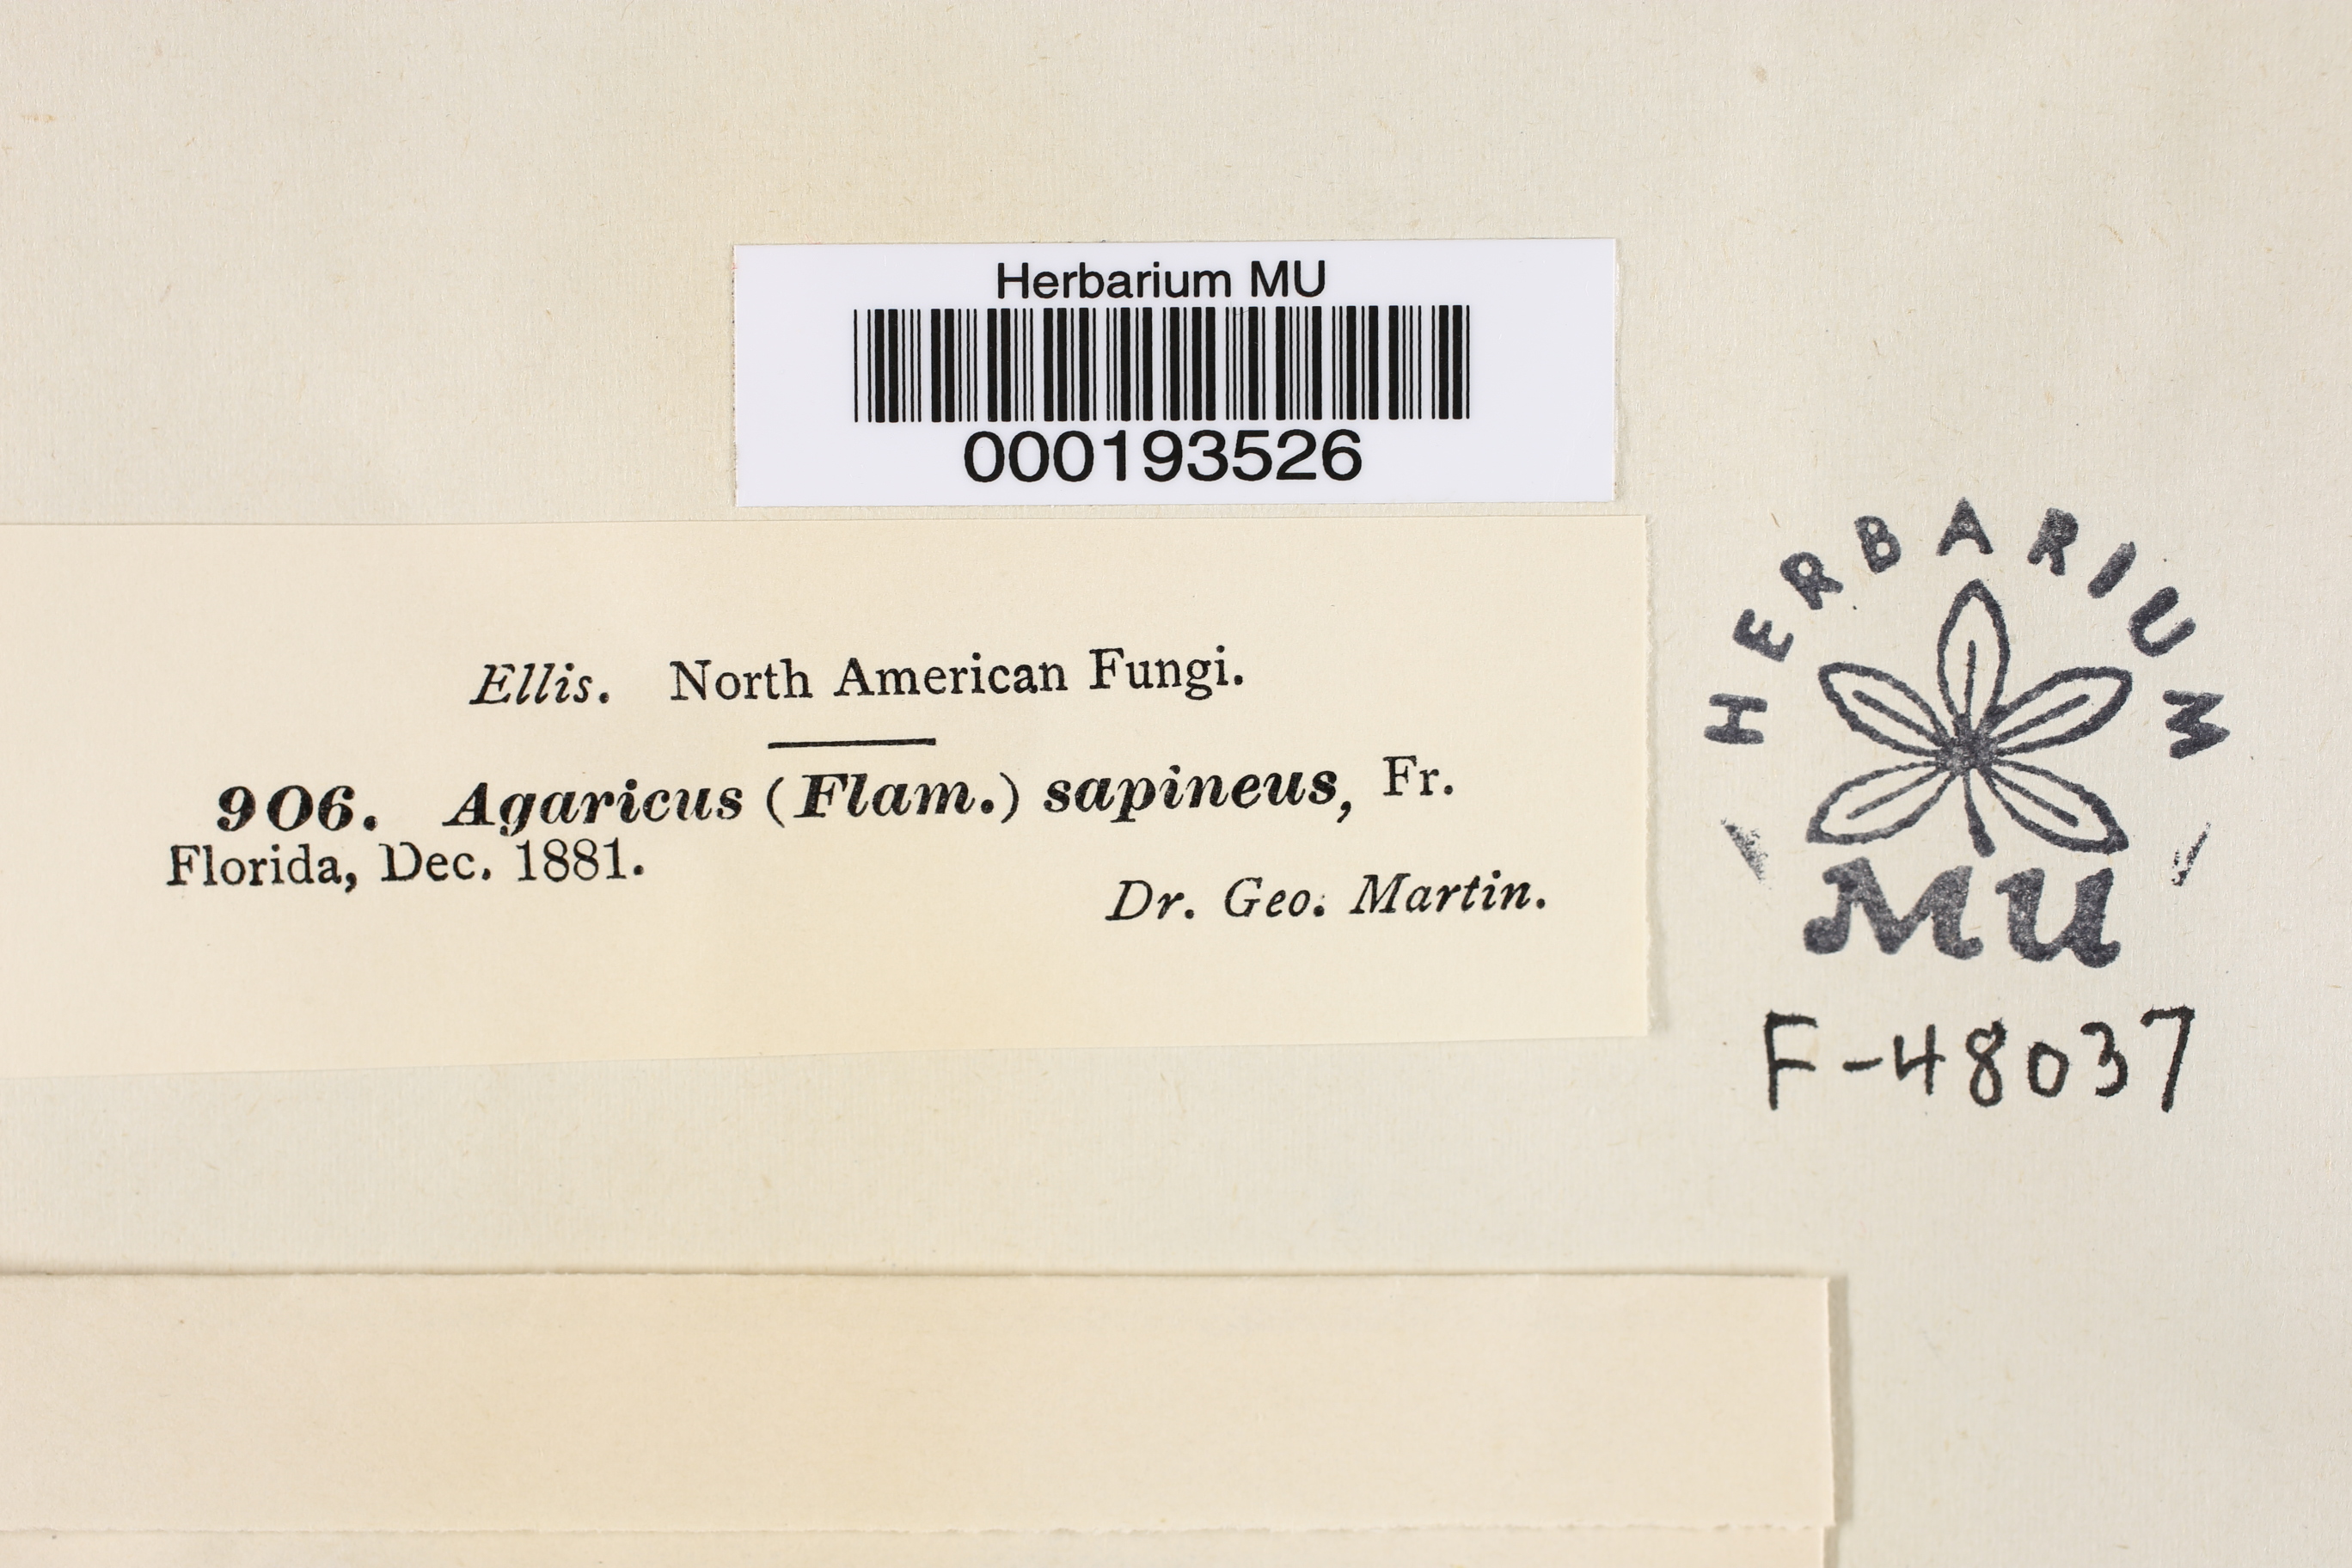 Herbarium MU
000193526
HERBARIUM
MU
F-48037
Ellis. North American Fungi.
906. Agaricus (Flam.) sapineus, Fr.
Florida, Dec. 1881.
Dr. Geo. Martin.